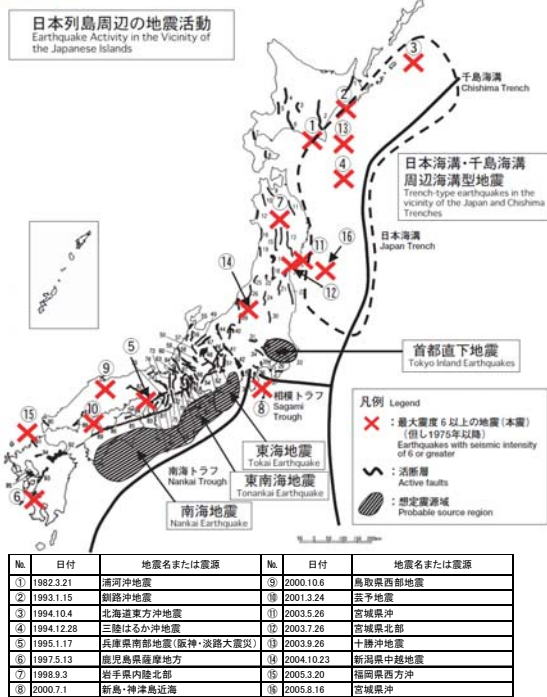 日本列島周辺の地震活動
Earthquake Activity in the Vicinity of
the Japanese Islands
③
千島海溝
Chishima Trench
②
①
⑬
④
日本海溝・千島海溝
周辺海溝型地震
Trench-type earthquakes in the
vicinity of the Japan and Chishima
Trenches
⑦
日本海溝
Japan Trench
⑪
⑯
⑭
⑫
首都直下地震
Tokyo Inland Earthquakes
⑤
⑨
⑧
相模トラフ
Sagami
Trough
⑩
⑮
⑥
東海地震
Tokai Earthquake
南海トラフ
Nankai Trough
東南海地震
Tonankai Earthquake
南海地震
Nankai Earthquake
凡例 Legend
:最大震度6以上の地震(本震)
(但し1975年以降)
Earthquakes with seismic intensity
of 6 or greater
:活断層
Active faults
:想定震源域
Probable source region
No. 日付 地震名または震源 No. 日付 地震名または震源
① 1982.3.21 浦河沖地震 ⑨ 2000.10.6 鳥取県西部地震
② 1993.1.15 釧路沖地震 ⑩ 2001.3.24 芸予地震
③ 1994.10.4 北海道東方沖地震 ⑪ 2003.5.26 宮城県沖
④ 1994.12.28 三陸はるか沖地震 ⑫ 2003.7.26 宮城県北部
⑤ 1995.1.17 兵庫県南部地震(阪神・淡路大震災) ⑬ 2003.9.26 十勝沖地震
⑥ 1997.5.13 鹿児島県薩摩地方 ⑭ 2004.10.23 新潟県中越地震
⑦ 1998.9.3 岩手県内陸北部 ⑮ 2005.3.20 福岡県西方沖
⑧ 2000.7.1 新島・神津島近海 ⑯ 2005.8.16 宮城県沖